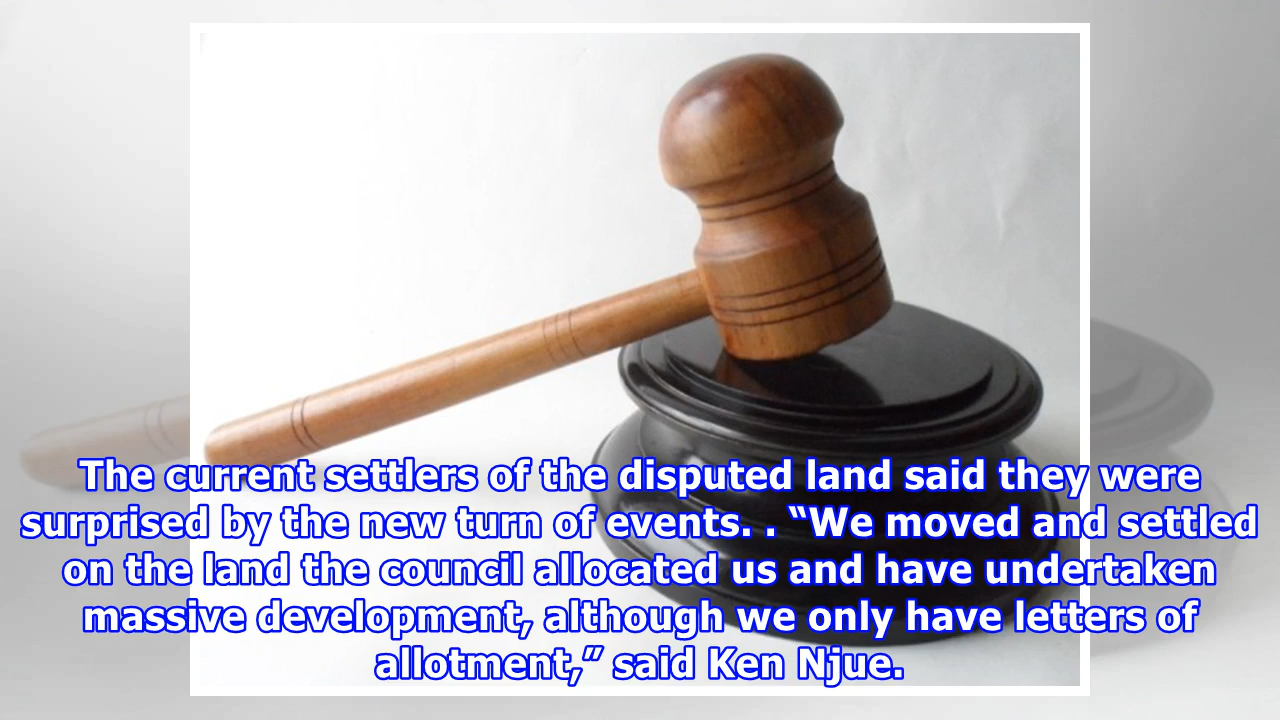 The current settlers of the disputed land said they were
surprised by the new turn of events. . “We moved and settled
on the land the council allocated us and have undertaken
massive development, although we only have letters of
allotment,” said Ken Njue.